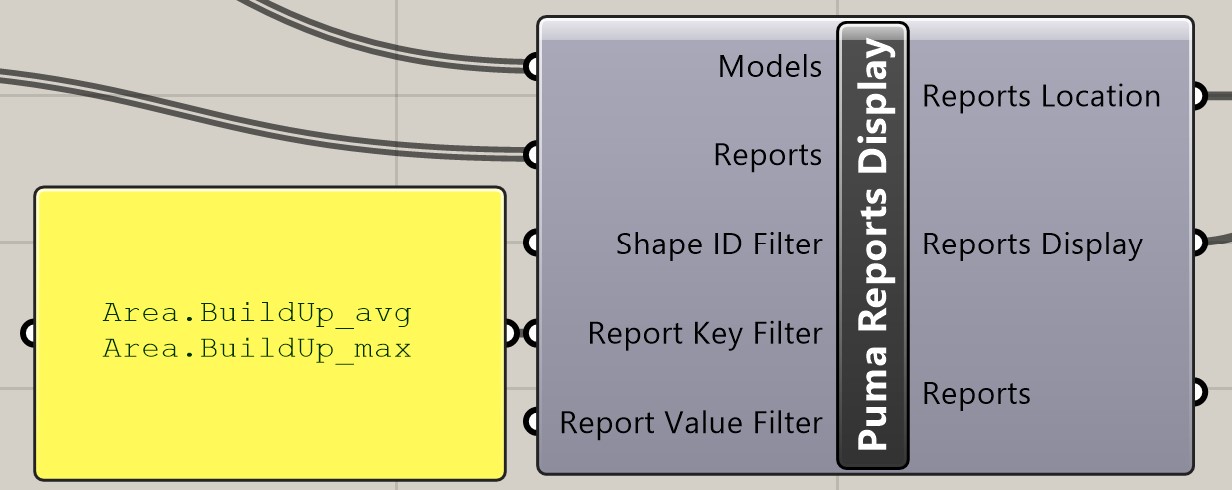 Models
Reports
Shape ID Filter
Report Key Filter
Report Value Filter
Puma Reports Display
Reports Location
Reports Display
Reports
Area.BuildUp_avg
Area.BuildUp_max